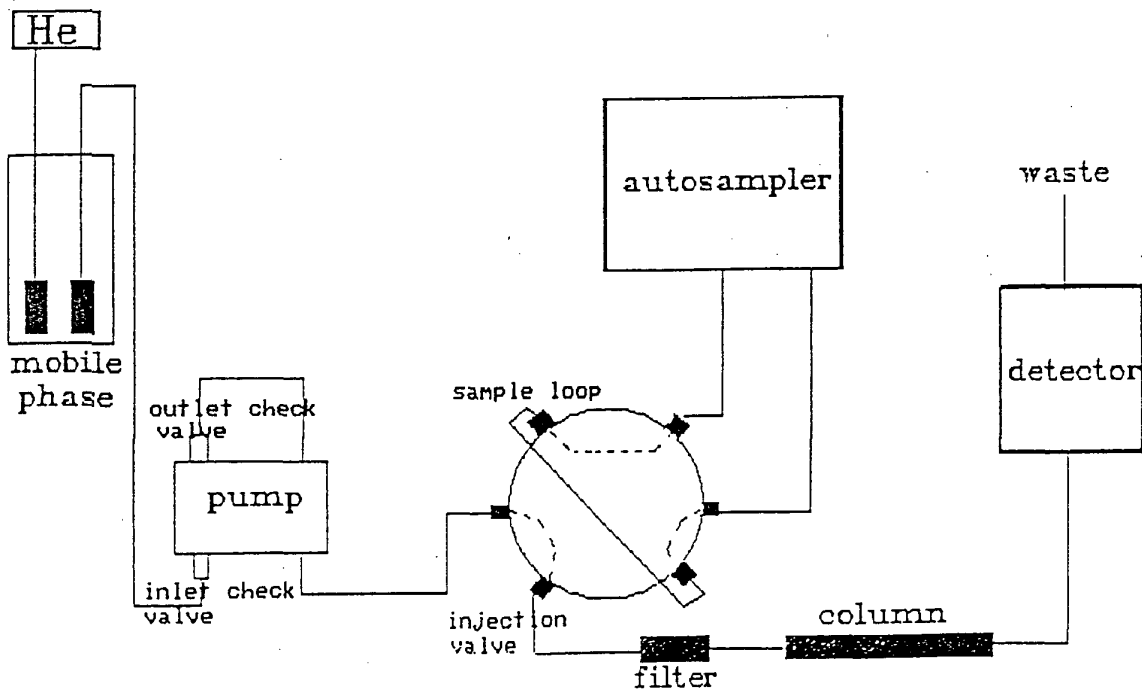 He
autosampler
waste
mobile
phase
detector
sample loop
outlet check
valve
pump
inlet check
valve
injection
valve
column
filter